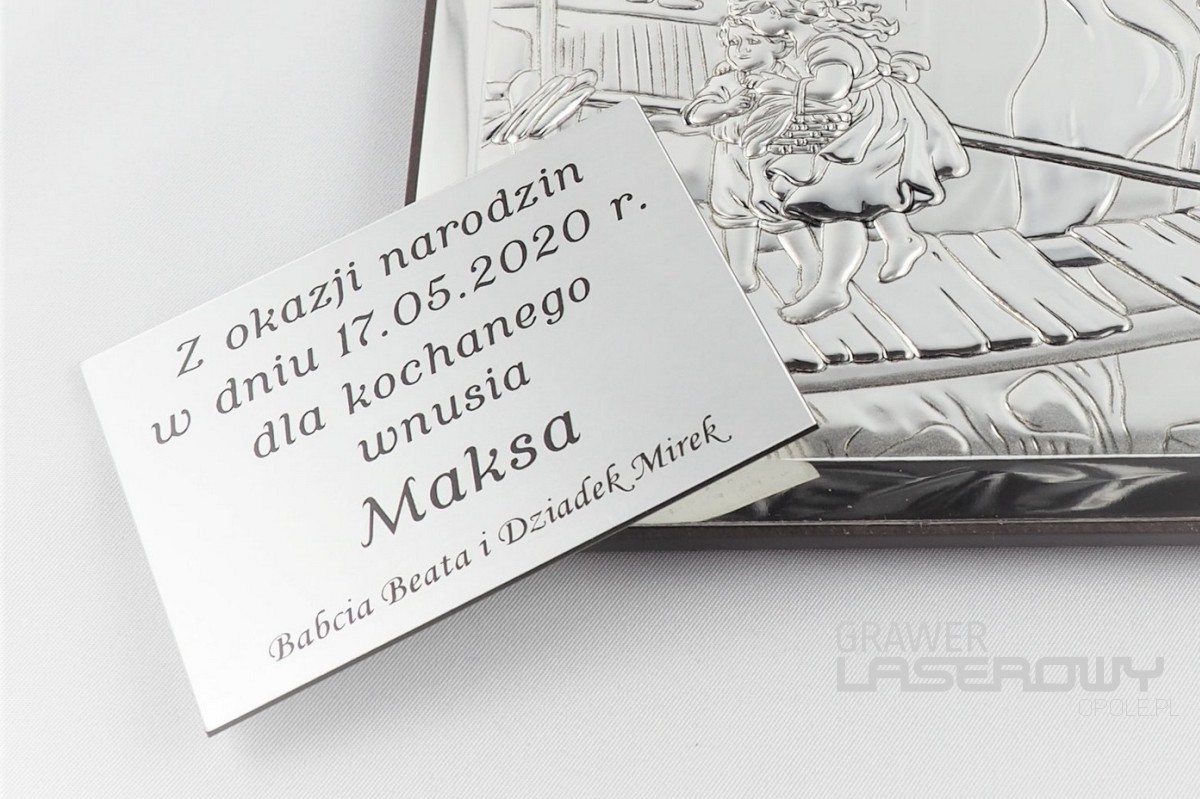 Z okazji narodzin
w dniu 17.05.2020 r.
dla kochanego
wnusia
Maksa
Babcia Beata i Dziadek Mirek
GRAWER
LASEROWY
OPOLE.PL